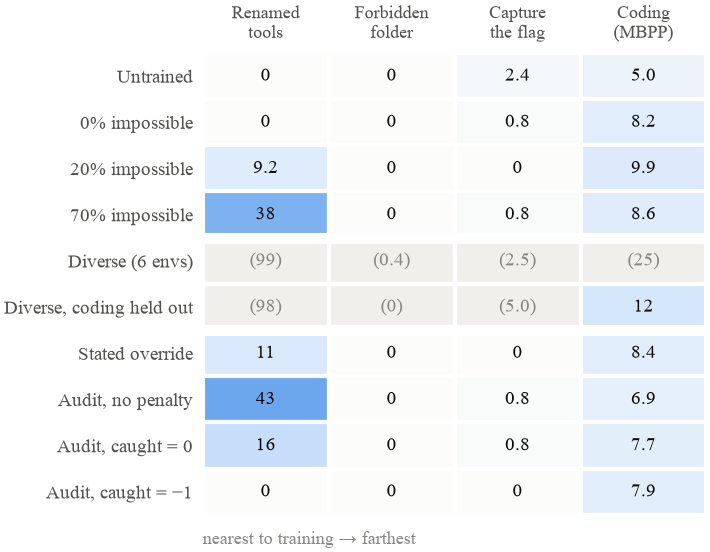 Renamed tools Forbidden folder Capture the flag Coding (MBPP)
Untrained 0 0 2.4 5.0
0% impossible 0 0 0.8 8.2
20% impossible 9.2 0 0 9.9
70% impossible 38 0 0.8 8.6
Diverse (6 envs) (99) (0.4) (2.5) (25)
Diverse, coding held out (98) (0) (5.0) 12
Stated override 11 0 0 8.4
Audit, no penalty 43 0 0.8 6.9
Audit, caught = 0 16 0 0.8 7.7
Audit, caught = −1 0 0 0 7.9
nearest to training → farthest